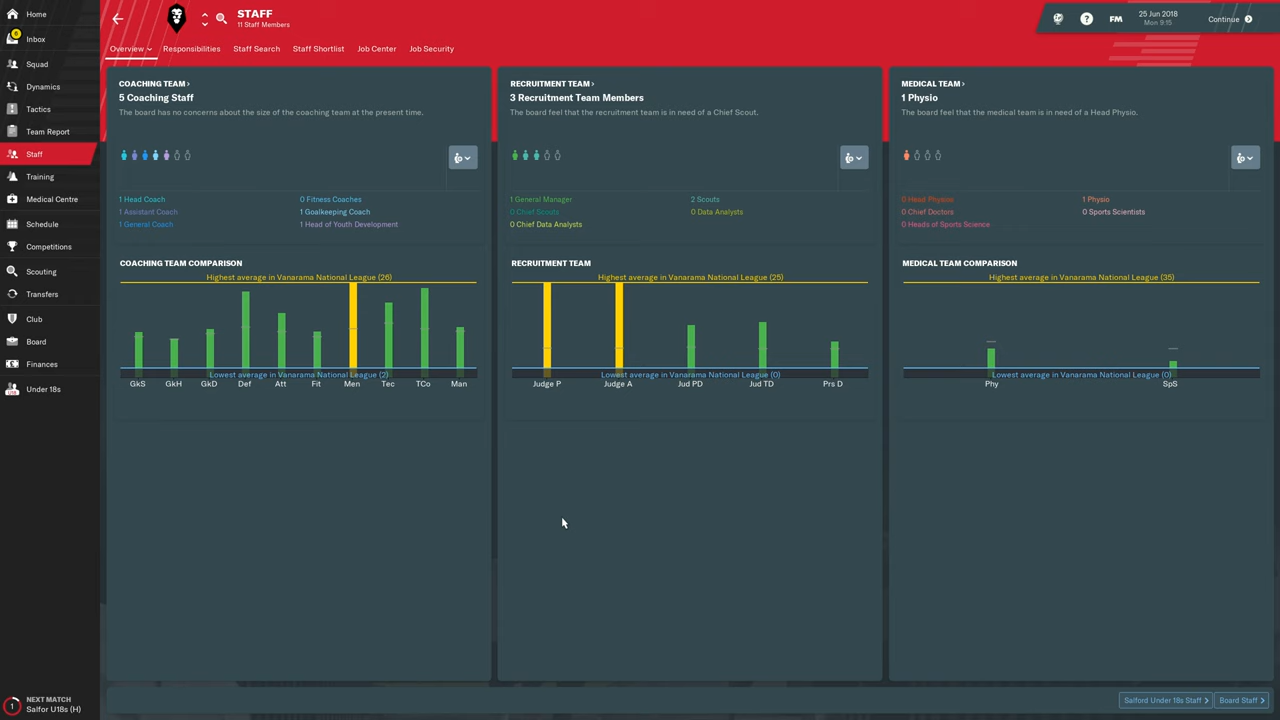 Home
6
Inbox
Squad
Dynamics
Tactics
Team Report
Staff
Training
Medical Centre
Schedule
Competitions
Scouting
Transfers
Club
Board
Finances
U18
Under 18s
1
NEXT MATCH
Salfor U18s (H)
STAFF
11 Staff Members
?
FM
25 Jun 2018
Mon 9:15
Continue
Overview
Responsibilities
Staff Search
Staff Shortlist
Job Center
Job Security
COACHING TEAM >
5 Coaching Staff
The board has no concerns about the size of the coaching team at the present time.
1 Head Coach
0 Fitness Coaches
1 Assistant Coach
1 Goalkeeping Coach
1 General Coach
1 Head of Youth Development
COACHING TEAM COMPARISON
Highest average in Vanarama National League (26)
Lowest average in Vanarama National League (2)
GkS GkH GkD Def Att Fit Men Tec TCo Man
RECRUITMENT TEAM >
3 Recruitment Team Members
The board feel that the recruitment team is in need of a Chief Scout.
1 General Manager
2 Scouts
0 Chief Scouts
0 Data Analysts
0 Chief Data Analysts
RECRUITMENT TEAM
Highest average in Vanarama National League (25)
Lowest average in Vanarama National League (0)
Judge P Judge A Jud PD Jud TD Prs D
MEDICAL TEAM >
1 Physio
The board feel that the medical team is in need of a Head Physio.
0 Head Physios
1 Physio
0 Chief Doctors
0 Sports Scientists
0 Heads of Sports Science
MEDICAL TEAM COMPARISON
Highest average in Vanarama National League (35)
Lowest average in Vanarama National League (0)
Phy SpS
Salford Under 18s Staff >
Board Staff >